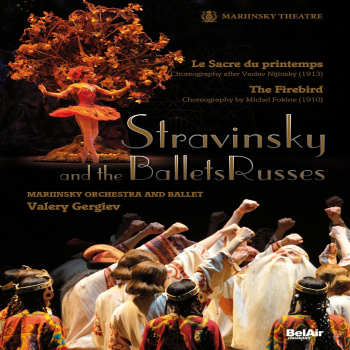 MARIINSKY THEATRE
Le Sacre du printemps
Choreography after Vaslav Nijinsky (1913)
The Firebird
Choreography by Michel Fokine (1910)
Stravinsky
and the Ballets Russes
MARIINSKY ORCHESTRA AND BALLET
Valery Gergiev
BelAir
classiques